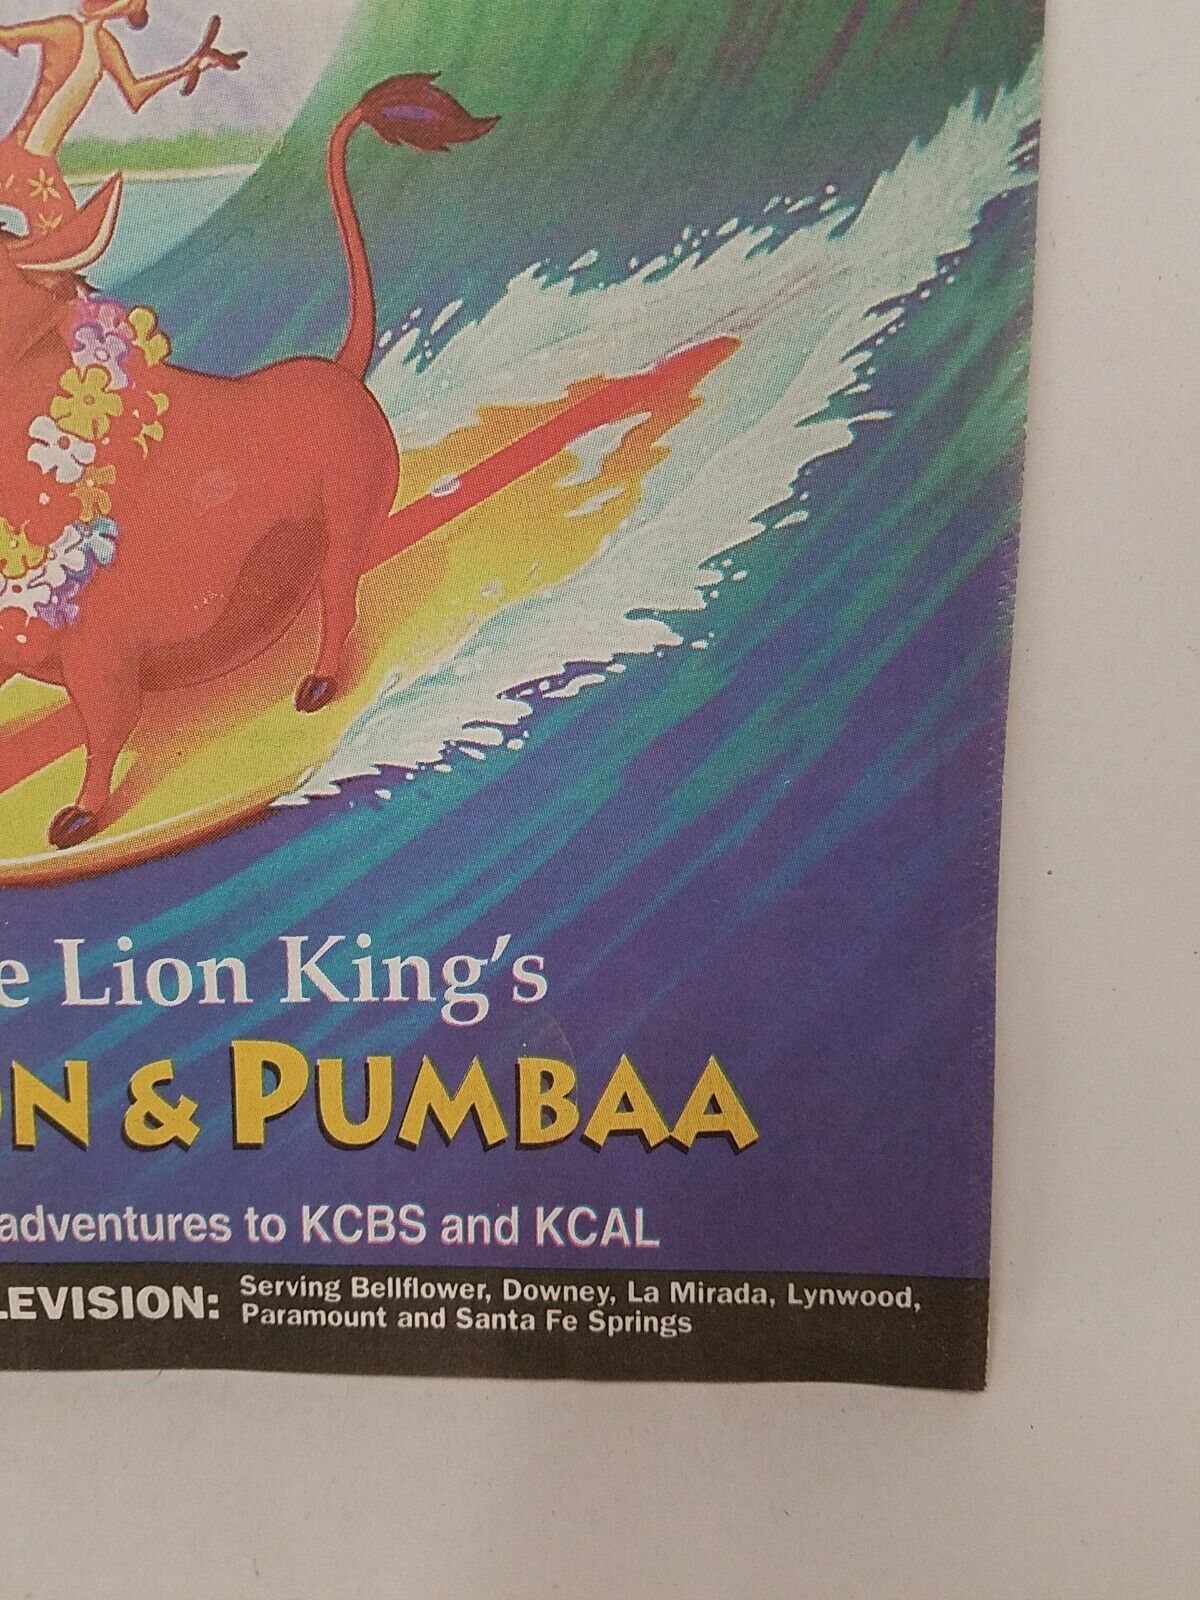 e Lion King's
ON & PUMBAA
adventures to KCBS and KCAL
LEVISION: Serving Bellflower, Downey, La Mirada, Lynwood,
Paramount and Santa Fe Springs